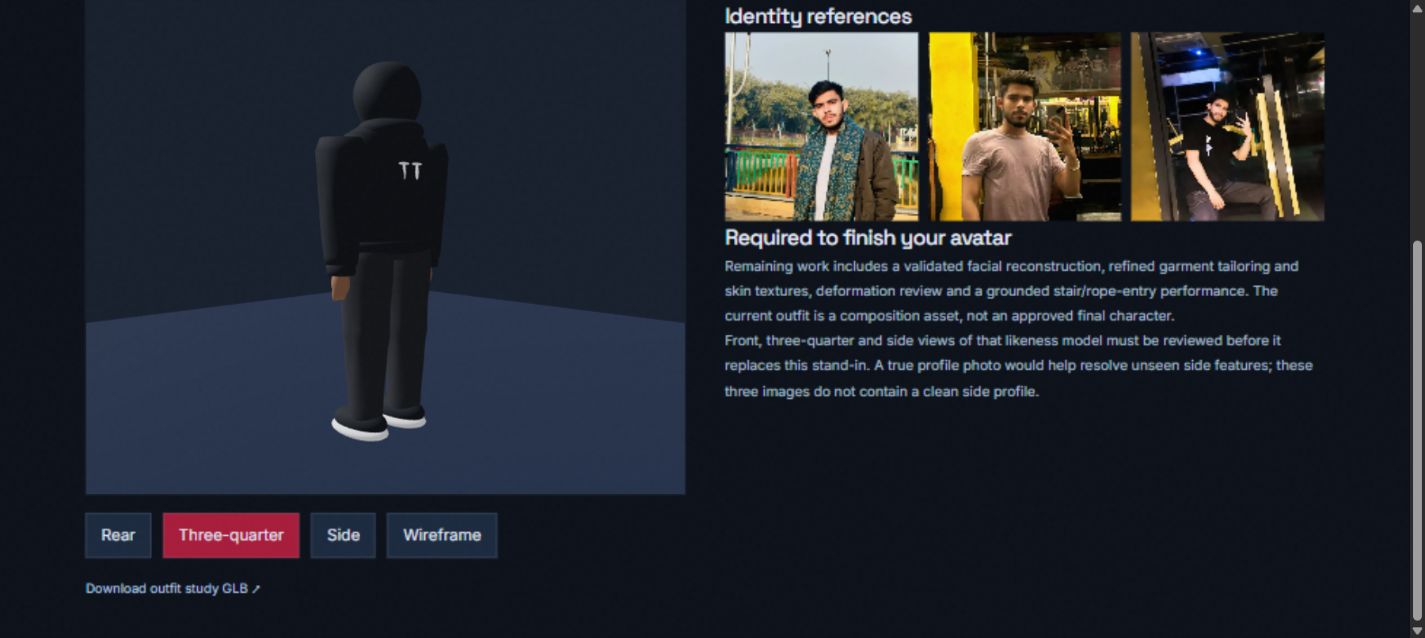 Identity references
TT
Required to finish your avatar
Remaining work includes a validated facial reconstruction, refined garment tailoring and
skin textures, deformation review and a grounded stair/rope-entry performance. The
current outfit is a composition asset, not an approved final character.
Front, three-quarter and side views of that likeness model must be reviewed before it
replaces this stand-in. A true profile photo would help resolve unseen side features; these
three images do not contain a clean side profile.
Rear
Three-quarter
Side
Wireframe
Download outfit study GLB ↗